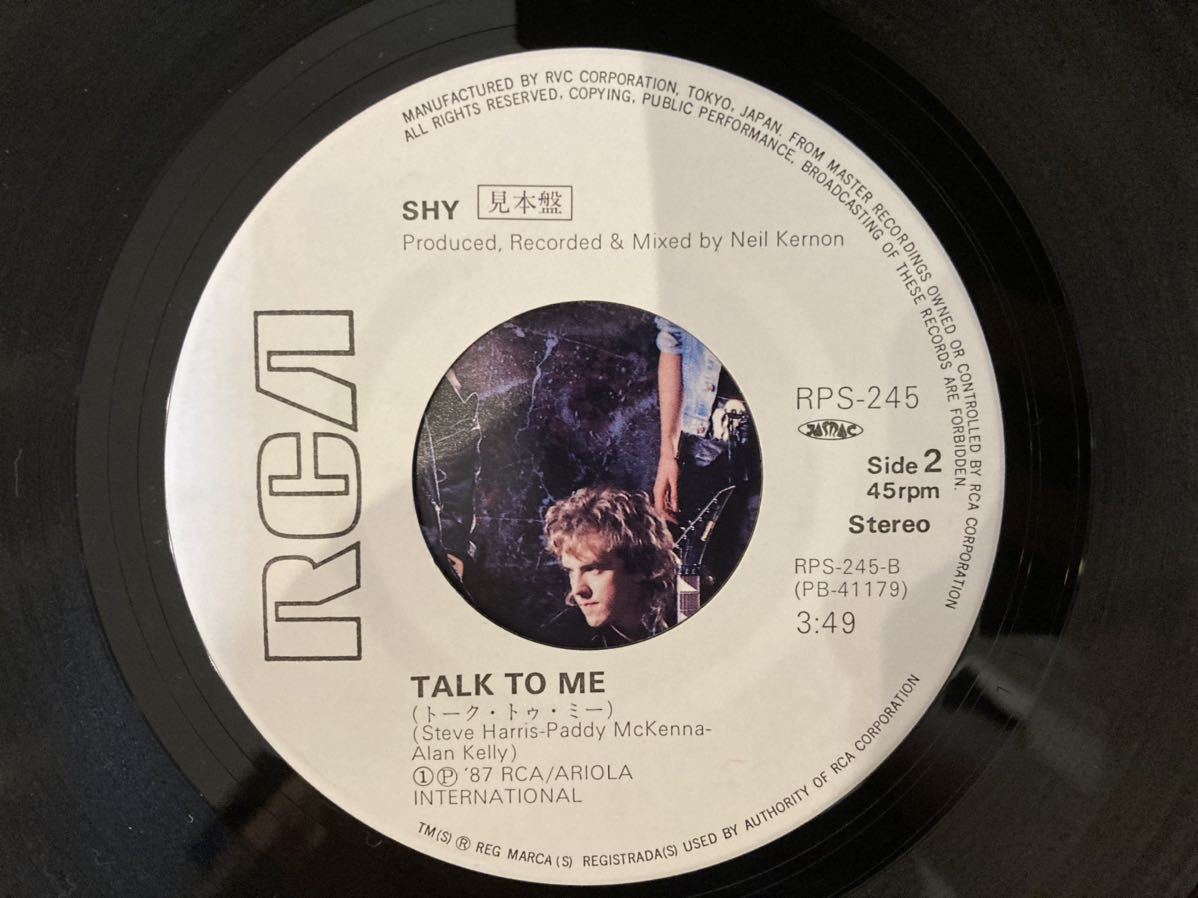 MANUFACTURED BY RVC CORPORATION, TOKYO, JAPAN. FROM MASTER RECORDINGS OWNED OR CONTROLLED BY RCA CORPORATION
ALL RIGHTS RESERVED, COPYING, PUBLIC PERFORMANCE, BROADCASTING OF THESE RECORDS ARE FORBIDDEN.
SHY 見本盤
Produced, Recorded & Mixed by Neil Kernon
RCA
RPS-245
JASRAC
Side 2
45rpm
Stereo
RPS-245-B
(PB-41179)
3:49
TALK TO ME
(トーク・トゥ・ミー)
(Steve Harris-Paddy McKenna-
Alan Kelly)
①Ⓟ '87 RCA/ARIOLA
INTERNATIONAL
TM(S) ® REG MARCA (S) REGISTRADA(S) USED BY AUTHORITY OF RCA CORPORATION